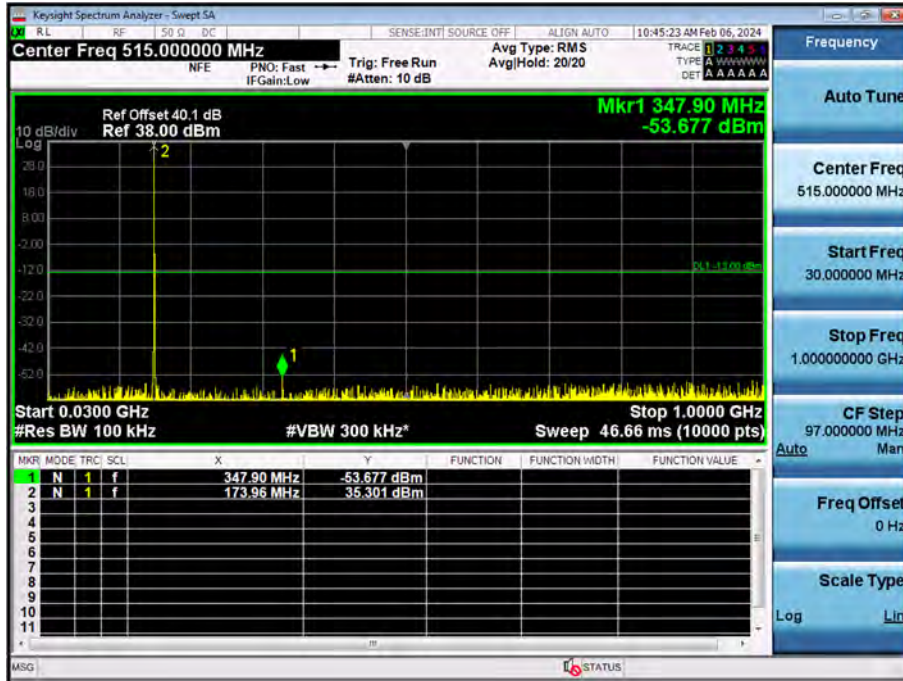 Keysight Spectrum Analyzer - Swept SA
RL RF 50 Ω DC SENSE:INT SOURCE OFF ALIGN AUTO 10:45:23 AM Feb 06, 2024
Center Freq 515.000000 MHz
NFE PNO: Fast Trig: Free Run
IFGain:Low #Atten: 10 dB
Avg Type: RMS
Avg|Hold: 20/20
TRACE 1 2 3 4 5 6
TYPE A WWWWW
DET A A A A A A
Ref Offset 40.1 dB
10 dB/div Ref 38.00 dBm
Log
Mkr1 347.90 MHz
-53.677 dBm
2
28.0
18.0
8.00
-2.00
-12.0
DL1 -13.00 dBm
-22.0
-32.0
-42.0
1
-52.0
Start 0.0300 GHz Stop 1.0000 GHz
#Res BW 100 kHz #VBW 300 kHz* Sweep 46.66 ms (10000 pts)
MKR MODE TRC SCL X Y FUNCTION FUNCTION WIDTH FUNCTION VALUE
1 N 1 f 347.90 MHz -53.677 dBm
2 N 1 f 173.96 MHz 35.301 dBm
3
4
5
6
7
8
9
10
11
MSG STATUS
Frequency
Auto Tune
Center Freq
515.000000 MHz
Start Freq
30.000000 MHz
Stop Freq
1.000000000 GHz
CF Step
97.000000 MHz
Auto Man
Freq Offset
0 Hz
Scale Type
Log Lin